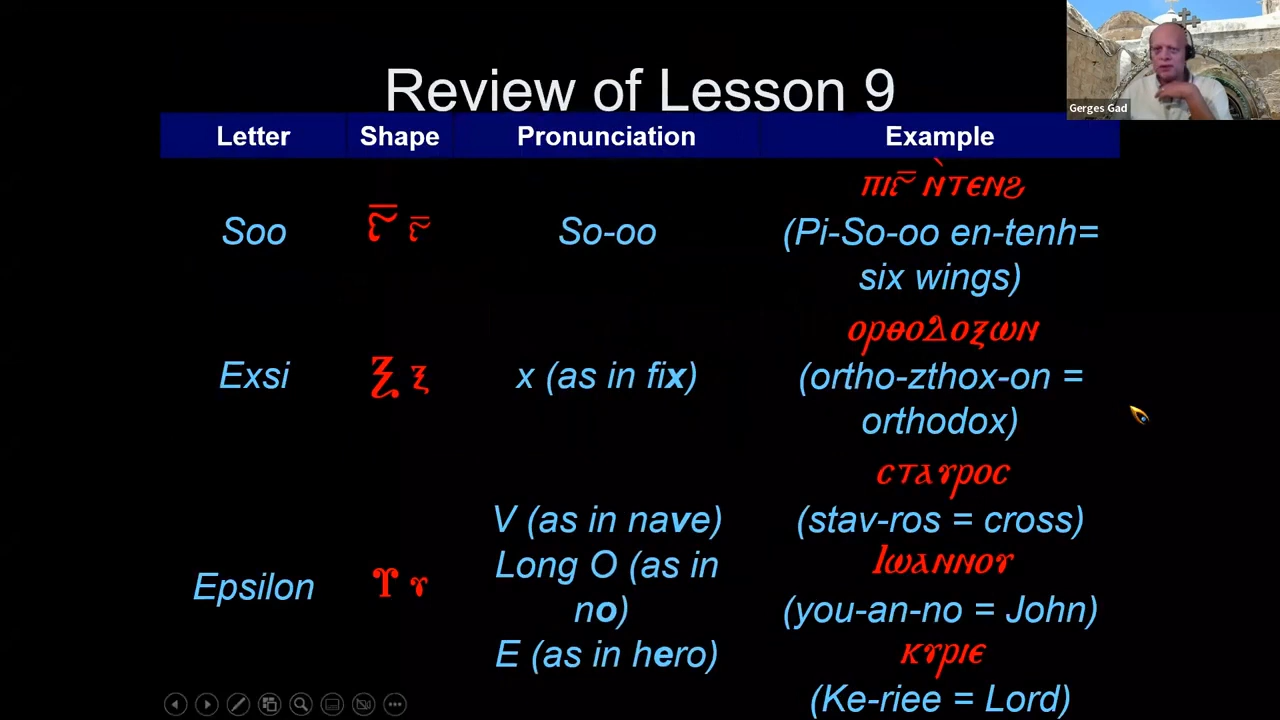 Review of Lesson 9
Gerges Gad
Letter Shape Pronunciation Example
Soo So-oo
ⲡⲓⲋ̅ ⲛ̀ⲧⲉⲛϩ
(Pi-So-oo en-tenh=
six wings)
Exsi Ⲝ ⲝ x (as in fix)
ⲟⲣⲑⲟⲇⲟⲝⲱⲛ
(ortho-zthox-on =
orthodox)
Epsilon Ⲩ ⲩ
V (as in nave)
Long O (as in
no)
E (as in hero)
ⲥⲧⲁⲩⲣⲟⲥ
(stav-ros = cross)
Ⲓⲱⲁⲛⲛⲟⲩ
(you-an-no = John)
ⲕⲩⲣⲓⲉ
(Ke-riee = Lord)